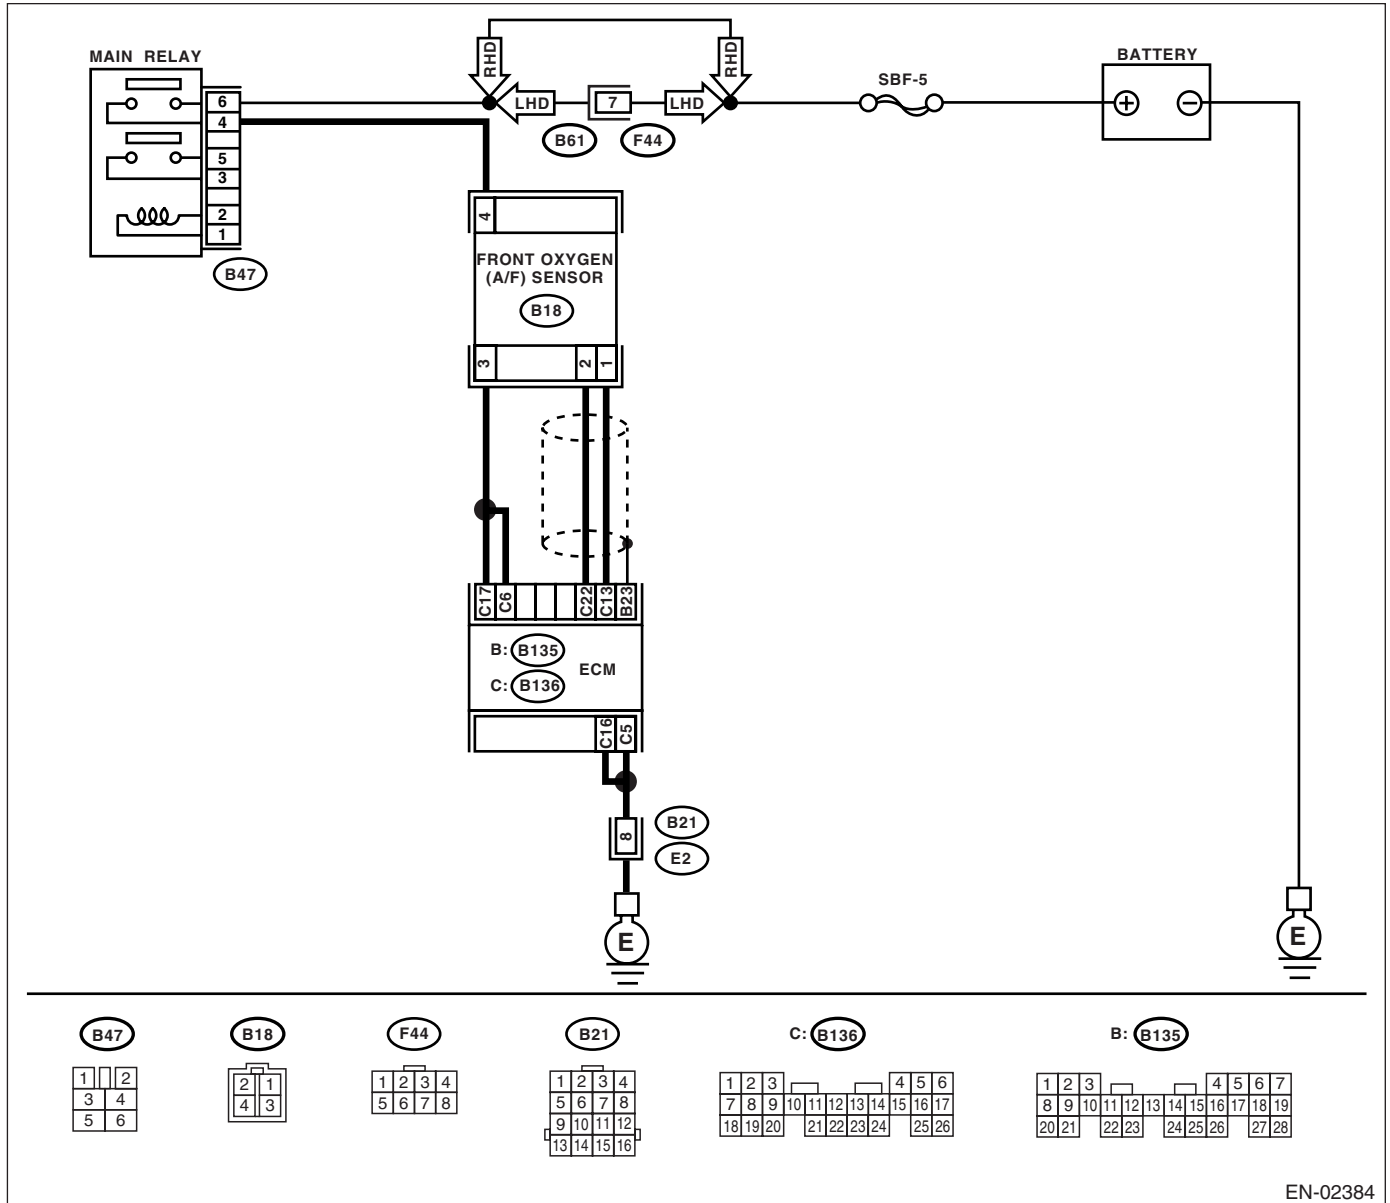 MAIN RELAY
BATTERY
SBF-5
RHD
RHD
LHD
7
LHD
B61
F44
6
4
5
3
2
1
B47
4
FRONT OXYGEN
(A/F) SENSOR
B18
3
2
1
C17
C6
C22
C13
B23
B: B135
ECM
C: B136
C16
C5
8
B21
E2
E
E
B47
B18
F44
B21
C: B136
B: B135
1 2
3 4
5 6
2 1
4 3
1 2 3 4
5 6 7 8
1 2 3 4
5 6 7 8
9 10 11 12
13 14 15 16
1 2 3 4 5 6
7 8 9 10 11 12 13 14 15 16 17
18 19 20 21 22 23 24 25 26
1 2 3 4 5 6 7
8 9 10 11 12 13 14 15 16 17 18 19
20 21 22 23 24 25 26 27 28
EN-02384